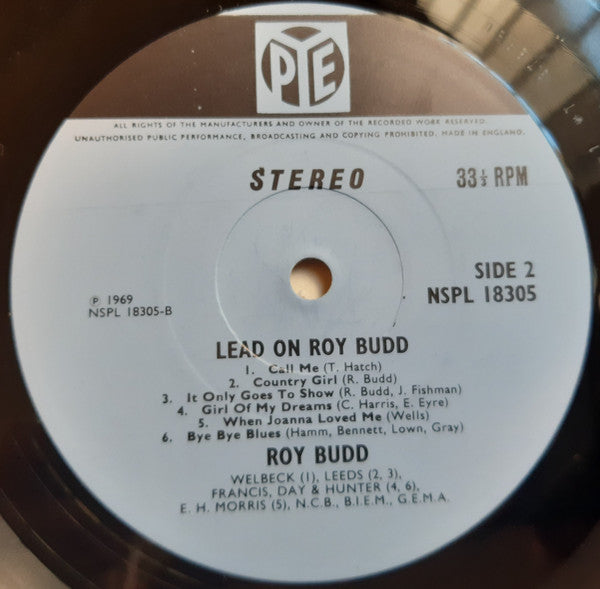 PYE
ALL RIGHTS OF THE MANUFACTURERS AND OWNER OF THE RECORDED WORK RESERVED.
UNAUTHORISED PUBLIC PERFORMANCE, BROADCASTING AND COPYING PROHIBITED. MADE IN ENGLAND.
STEREO
33⅓ RPM
SIDE 2
NSPL 18305
℗ 1969
NSPL 18305-B
LEAD ON ROY BUDD
1. Call Me (T. Hatch)
2. Country Girl (R. Budd)
3. It Only Goes To Show (R. Budd, J. Fishman)
4. Girl Of My Dreams (C. Harris, E. Eyre)
5. When Joanna Loved Me (Wells)
6. Bye Bye Blues (Hamm, Bennett, Lown, Gray)
ROY BUDD
WELBECK (1), LEEDS (2, 3),
FRANCIS, DAY & HUNTER (4, 6),
E. H. MORRIS (5), N.C.B., B.I.E.M., G.E.M.A.